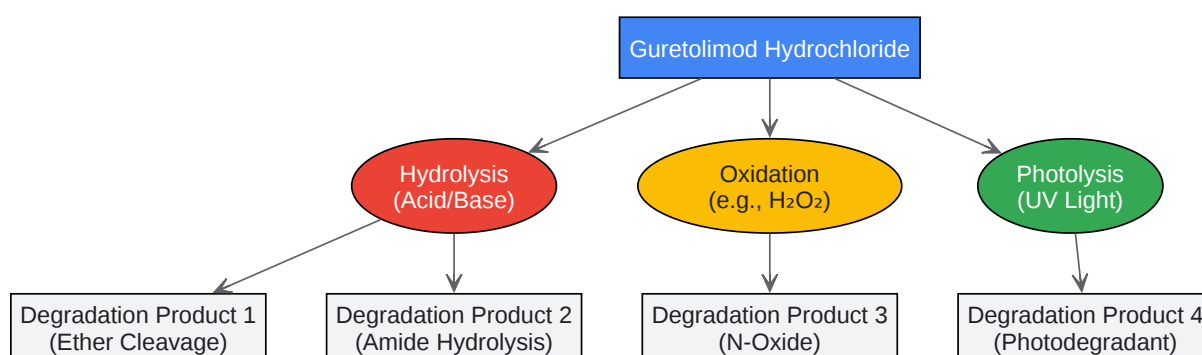 Guretolimod Hydrochloride
Hydrolysis
(Acid/Base)
Oxidation
(e.g., H₂O₂)
Photolysis
(UV Light)
Degradation Product 1
(Ether Cleavage)
Degradation Product 2
(Amide Hydrolysis)
Degradation Product 3
(N-Oxide)
Degradation Product 4
(Photodegradant)